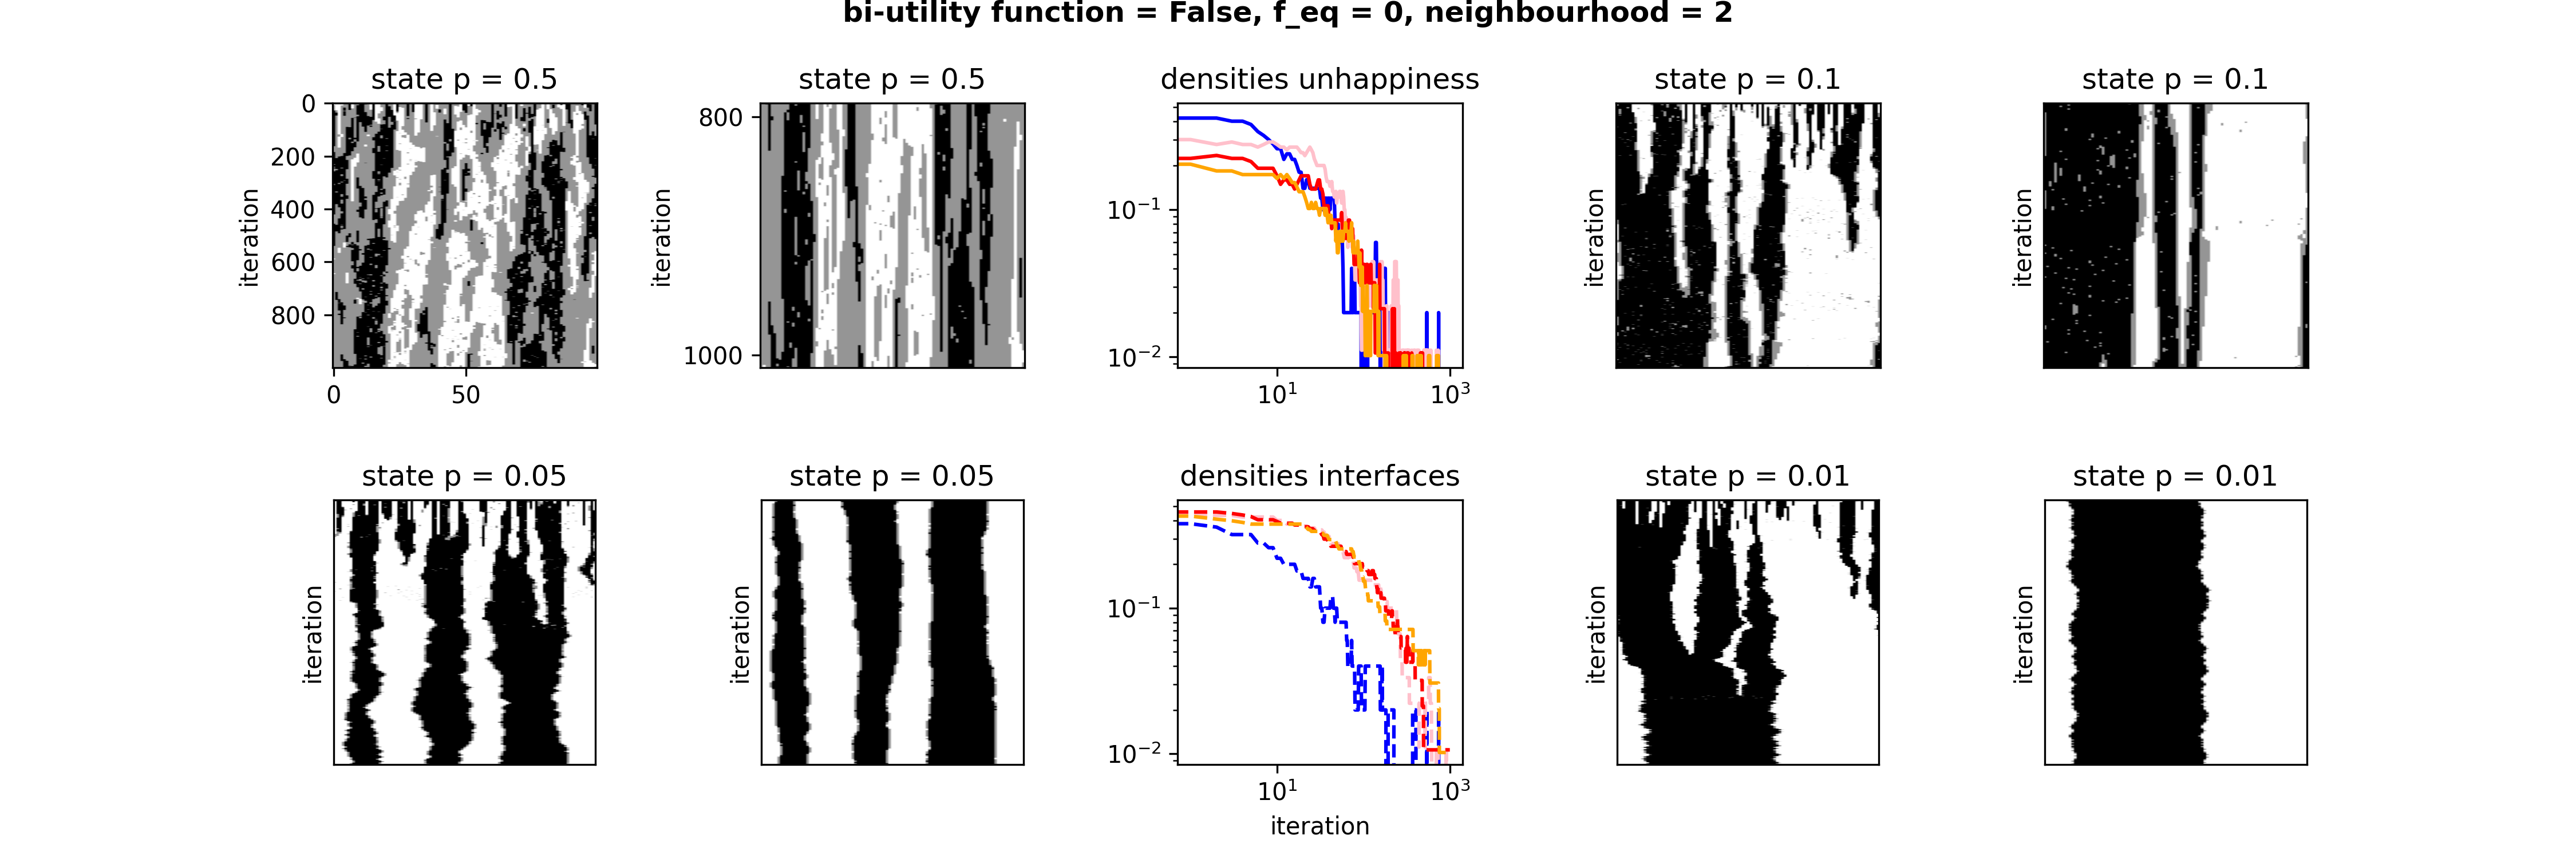 bi-utility function = False, f_eq = 0, neighbourhood = 2
state p = 0.5
state p = 0.5
densities unhappiness
state p = 0.1
state p = 0.1
0
200
400
600
800
iteration
0
50
800
1000
iteration
10⁻¹
10⁻²
10¹
10³
iteration
iteration
state p = 0.05
state p = 0.05
densities interfaces
state p = 0.01
state p = 0.01
iteration
iteration
10⁻¹
10⁻²
10¹
10³
iteration
iteration
iteration